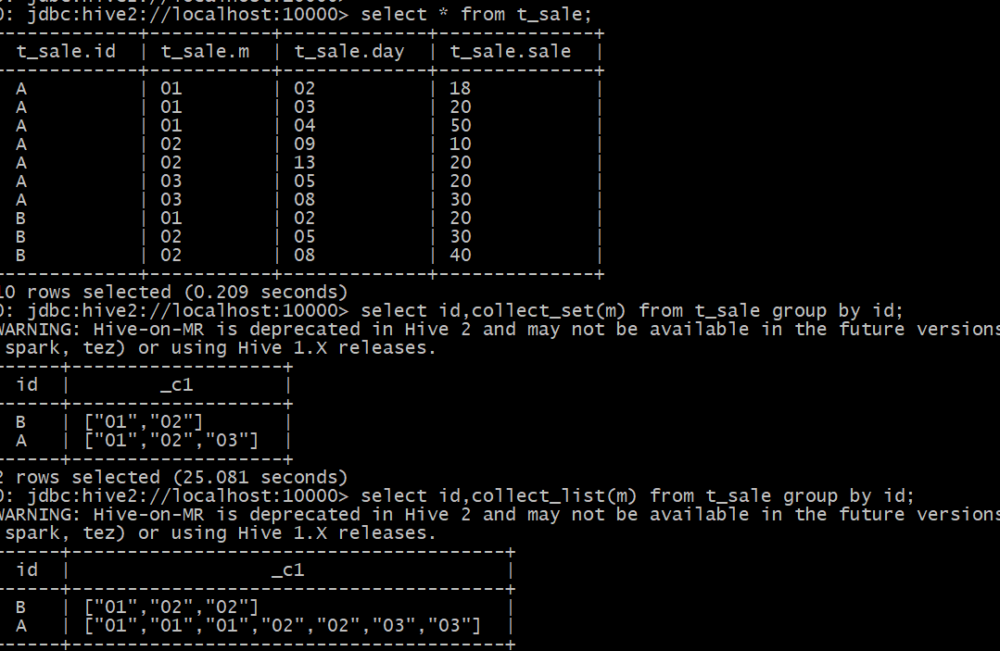 0: jdbc:hive2://localhost:10000> select * from t_sale;
-------------+-----------+-------------+--------------+
t_sale.id | t_sale.m | t_sale.day | t_sale.sale |
-------------+-----------+-------------+--------------+
A | 01 | 02 | 18 |
A | 01 | 03 | 20 |
A | 01 | 04 | 50 |
A | 02 | 09 | 10 |
A | 02 | 13 | 20 |
A | 03 | 05 | 20 |
A | 03 | 08 | 30 |
B | 01 | 02 | 20 |
B | 02 | 05 | 30 |
B | 02 | 08 | 40 |
-------------+-----------+-------------+--------------+
10 rows selected (0.209 seconds)
0: jdbc:hive2://localhost:10000> select id,collect_set(m) from t_sale group by id;
WARNING: Hive-on-MR is deprecated in Hive 2 and may not be available in the future versions
spark, tez) or using Hive 1.X releases.
------+-------------------+
id | _c1 |
------+-------------------+
B | ["01","02"] |
A | ["01","02","03"] |
------+-------------------+
2 rows selected (25.081 seconds)
0: jdbc:hive2://localhost:10000> select id,collect_list(m) from t_sale group by id;
WARNING: Hive-on-MR is deprecated in Hive 2 and may not be available in the future versions
spark, tez) or using Hive 1.X releases.
------+---------------------------------------+
id | _c1 |
------+---------------------------------------+
B | ["01","02","02"] |
A | ["01","01","01","02","02","03","03"] |
------+---------------------------------------+